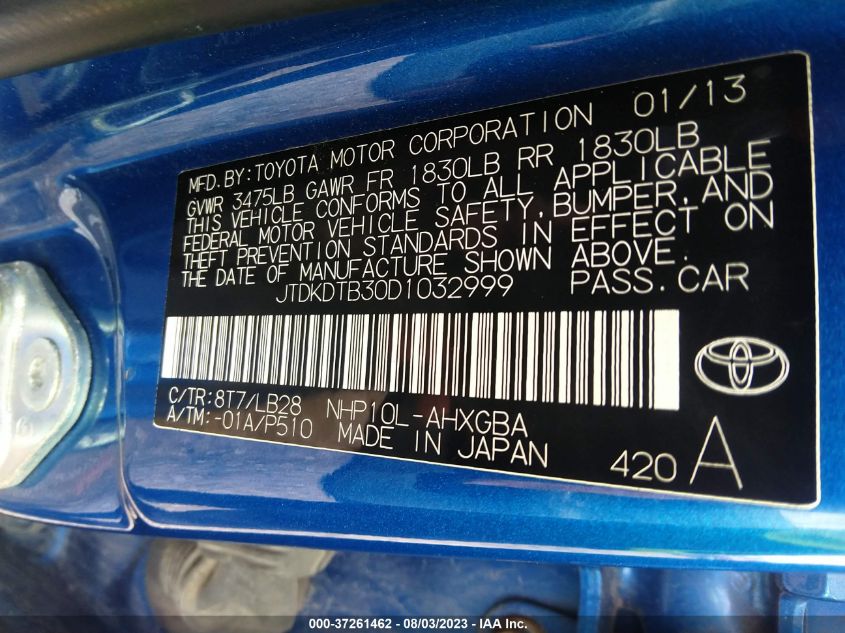 MFD.BY:TOYOTA MOTOR CORPORATION 01/13
GVWR 3475LB GAWR FR 1830LB RR 1830LB
THIS VEHICLE CONFORMS TO ALL APPLICABLE
FEDERAL MOTOR VEHICLE SAFETY,BUMPER,AND
THEFT PREVENTION STANDARDS IN EFFECT ON
THE DATE OF MANUFACTURE SHOWN ABOVE.
JTDKDTB30D1032999 PASS.CAR
C/TR:8T7/LB28 NHP10L-AHXGBA
A/TM:-01A/P510 MADE IN JAPAN
420 A
000-37261462 - 08/03/2023 - IAA Inc.